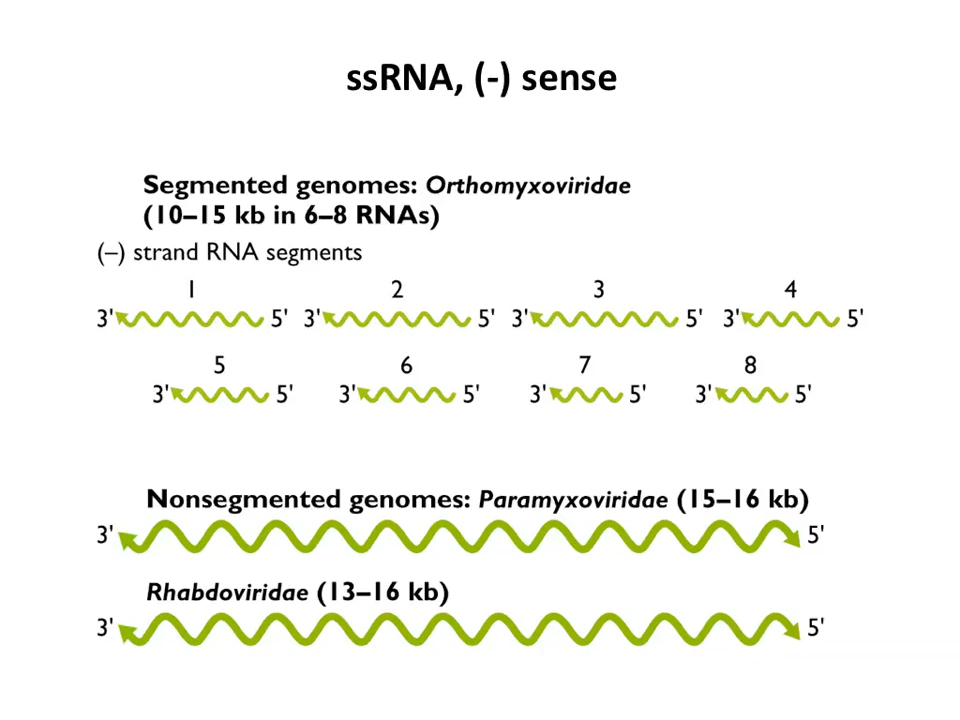 ssRNA, (-) sense
Segmented genomes: Orthomyxoviridae
(10–15 kb in 6–8 RNAs)
(–) strand RNA segments
1 2 3 4
3' 5' 3' 5' 3' 5' 3' 5'
5 6 7 8
3' 5' 3' 5' 3' 5' 3' 5'
Nonsegmented genomes: Paramyxoviridae (15–16 kb)
3' 5'
Rhabdoviridae (13–16 kb)
3' 5'